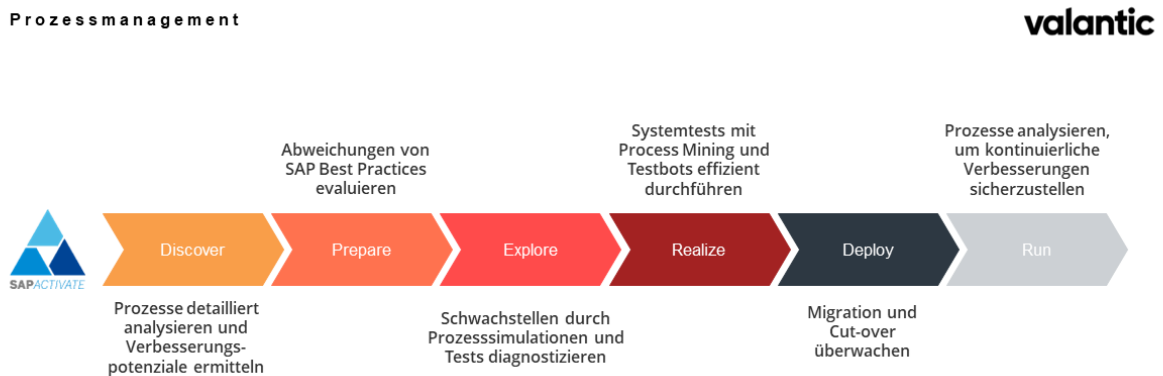 Prozessmanagement
valantic
Abweichungen von
SAP Best Practices
evaluieren
Systemtests mit
Process Mining und
Testbots effizient
durchführen
Prozesse analysieren,
um kontinuierliche
Verbesserungen
sicherzustellen
SAP ACTIVATE
Discover
Prepare
Explore
Realize
Deploy
Run
Prozesse detailliert
analysieren und
Verbesserungs-
potenziale ermitteln
Schwachstellen durch
Prozesssimulationen und
Tests diagnostizieren
Migration und
Cut-over
überwachen